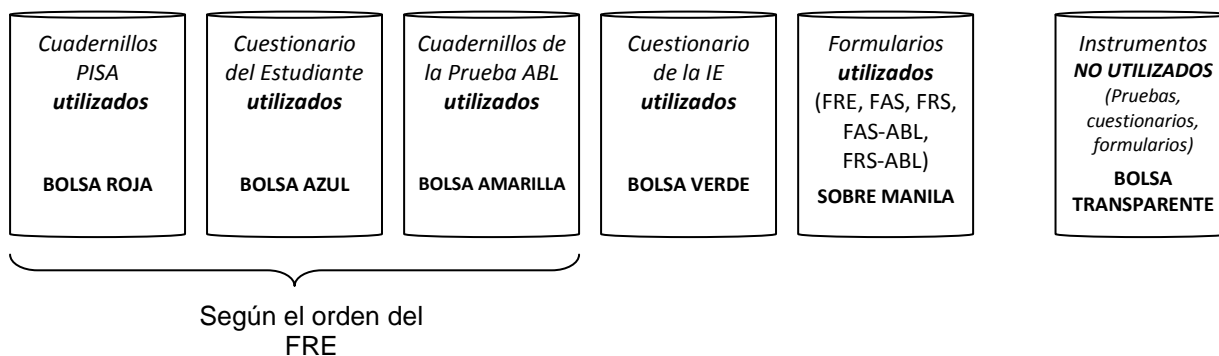 Cuadernillos
PISA
utilizados
BOLSA ROJA
Cuestionario
del Estudiante
utilizados
BOLSA AZUL
Cuadernillos de
la Prueba ABL
utilizados
BOLSA AMARILLA
Cuestionario
de la IE
utilizados
BOLSA VERDE
Formularios
utilizados
(FRE, FAS, FRS,
FAS-ABL,
FRS-ABL)
SOBRE MANILA
Instrumentos
NO UTILIZADOS
(Pruebas,
cuestionarios,
formularios)
BOLSA
TRANSPARENTE
Según el orden del
FRE